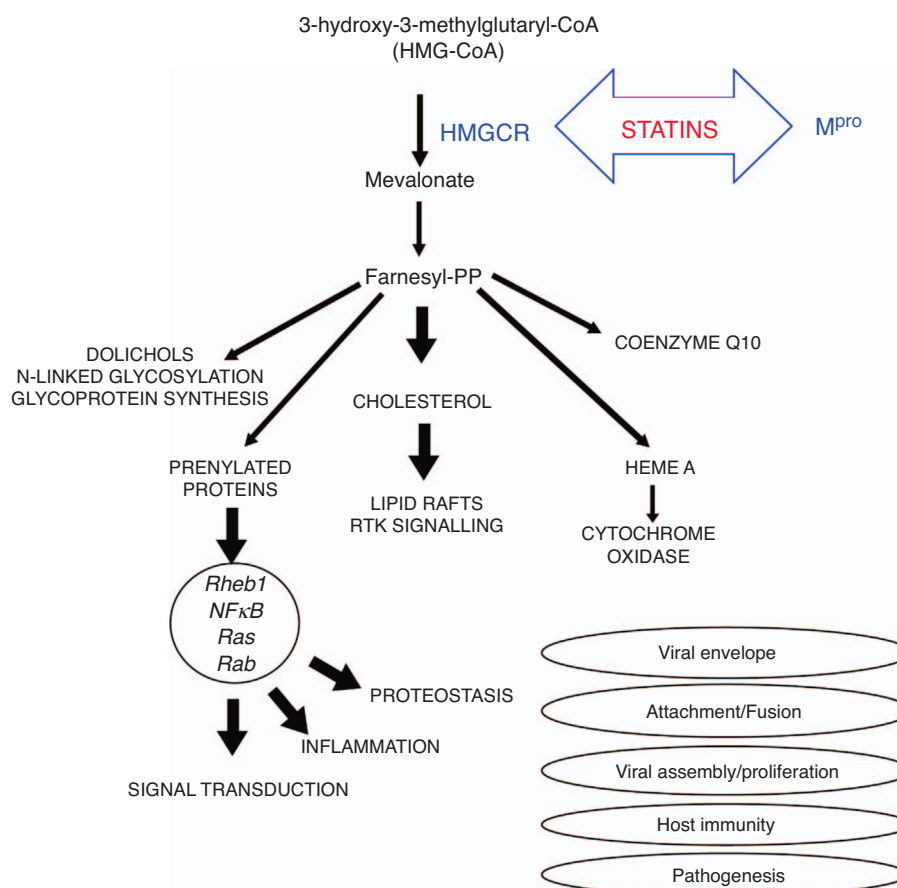 3-hydroxy-3-methylglutaryl-CoA
(HMG-CoA)
HMGCR
STATINS
Mpro
Mevalonate
Farnesyl-PP
DOLICHOLS
N-LINKED GLYCOSYLATION
GLYCOPROTEIN SYNTHESIS
COENZYME Q10
CHOLESTEROL
PRENYLATED
PROTEINS
HEME A
LIPID RAFTS
RTK SIGNALLING
CYTOCHROME
OXIDASE
Rheb1
NFκB
Ras
Rab
PROTEOSTASIS
INFLAMMATION
SIGNAL TRANSDUCTION
Viral envelope
Attachment/Fusion
Viral assembly/proliferation
Host immunity
Pathogenesis